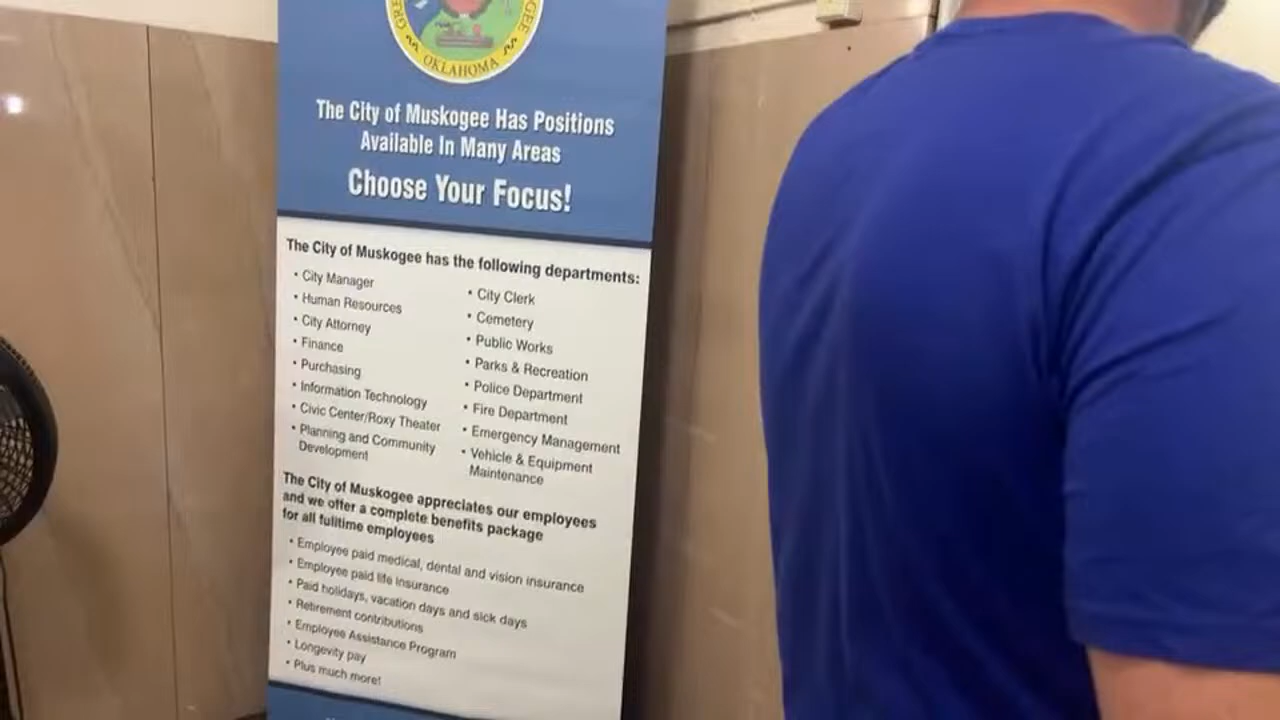 OKLAHOMA
The City of Muskogee Has Positions
Available In Many Areas
Choose Your Focus!
The City of Muskogee has the following departments:
• City Manager
• Human Resources
• City Attorney
• Finance
• Purchasing
• Information Technology
• Civic Center/Roxy Theater
• Planning and Community
Development
• City Clerk
• Cemetery
• Public Works
• Parks & Recreation
• Police Department
• Fire Department
• Emergency Management
• Vehicle & Equipment
Maintenance
The City of Muskogee appreciates our employees
and we offer a complete benefits package
for all fulltime employees
• Employee paid medical, dental and vision insurance
• Employee paid life insurance
• Paid holidays, vacation days and sick days
• Retirement contributions
• Employee Assistance Program
• Longevity pay
• Plus much more!